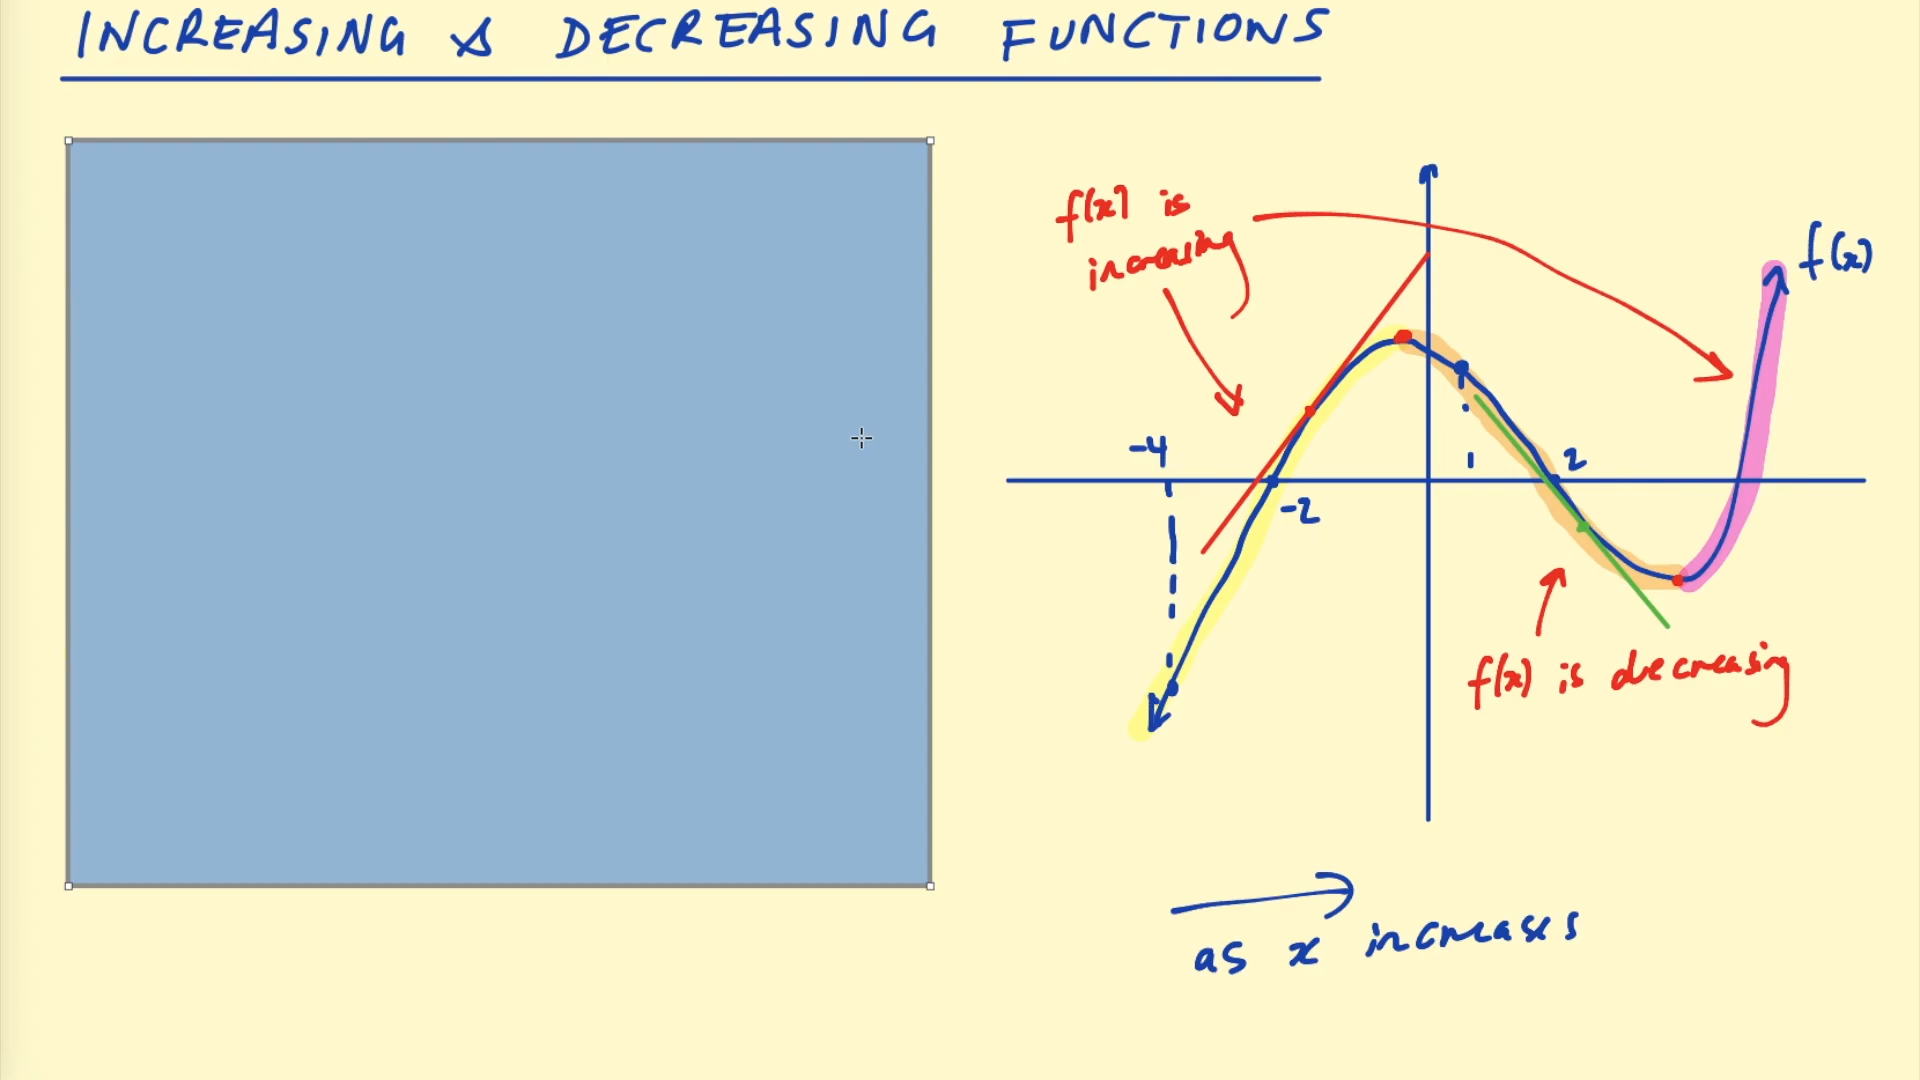 INCREASING & DECREASING FUNCTIONS
f(x) is
increasing
f(x)
-4
2
1
-2
f(x) is decreasing
as x increases